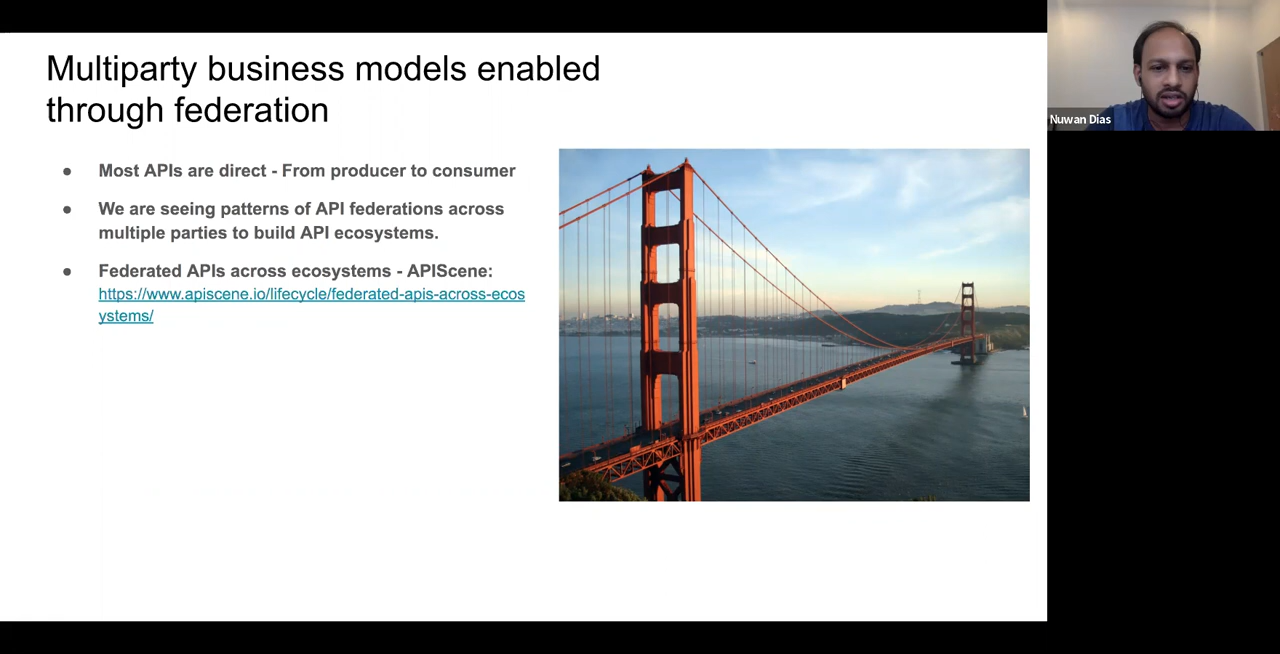 Multiparty business models enabled
through federation
● Most APIs are direct - From producer to consumer
● We are seeing patterns of API federations across
multiple parties to build API ecosystems.
● Federated APIs across ecosystems - APIScene:
https://www.apiscene.io/lifecycle/federated-apis-across-ecos
ystems/
Nuwan Dias